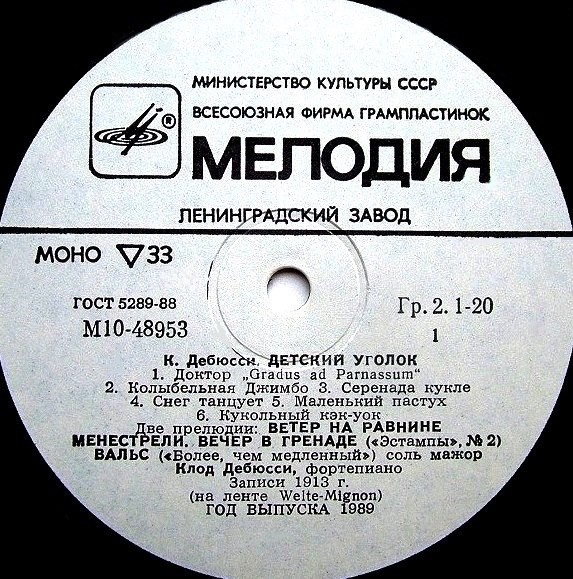 МИНИСТЕРСТВО КУЛЬТУРЫ СССР
ВСЕСОЮЗНАЯ ФИРМА ГРАМПЛАСТИНОК
®
МЕЛОДИЯ
ЛЕНИНГРАДСКИЙ ЗАВОД
МОНО ▽33
ГОСТ 5289-88
Гр. 2. 1-20
М10-48953
1
К. Дебюсси. ДЕТСКИЙ УГОЛОК
1. Доктор „Gradus ad Parnassum“
2. Колыбельная Джимбо 3. Серенада кукле
4. Снег танцует 5. Маленький пастух
6. Кукольный кэк-уок
Две прелюдии: ВЕТЕР НА РАВНИНЕ
МЕНЕСТРЕЛИ. ВЕЧЕР В ГРЕНАДЕ («Эстампы», № 2)
ВАЛЬС («Более, чем медленный») соль мажор
Клод Дебюсси, фортепиано
Записи 1913 г.
(на ленте Welte-Mignon)
ГОД ВЫПУСКА 1989